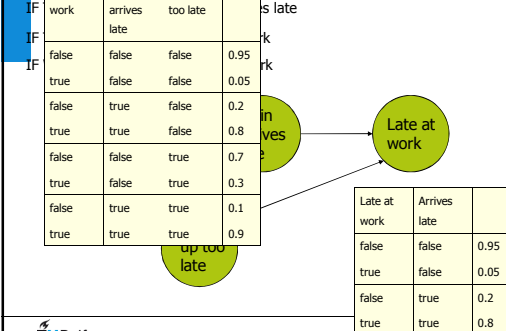 IF
IF
IF
work arrives late too late
false false false 0.95
true false false 0.05
false true false 0.2
true true false 0.8
false false true 0.7
true false true 0.3
false true true 0.1
true true true 0.9
late
rk
rk
in
Late at
work
up too
late
Late at work Arrives late
false false 0.95
true false 0.05
false true 0.2
true true 0.8